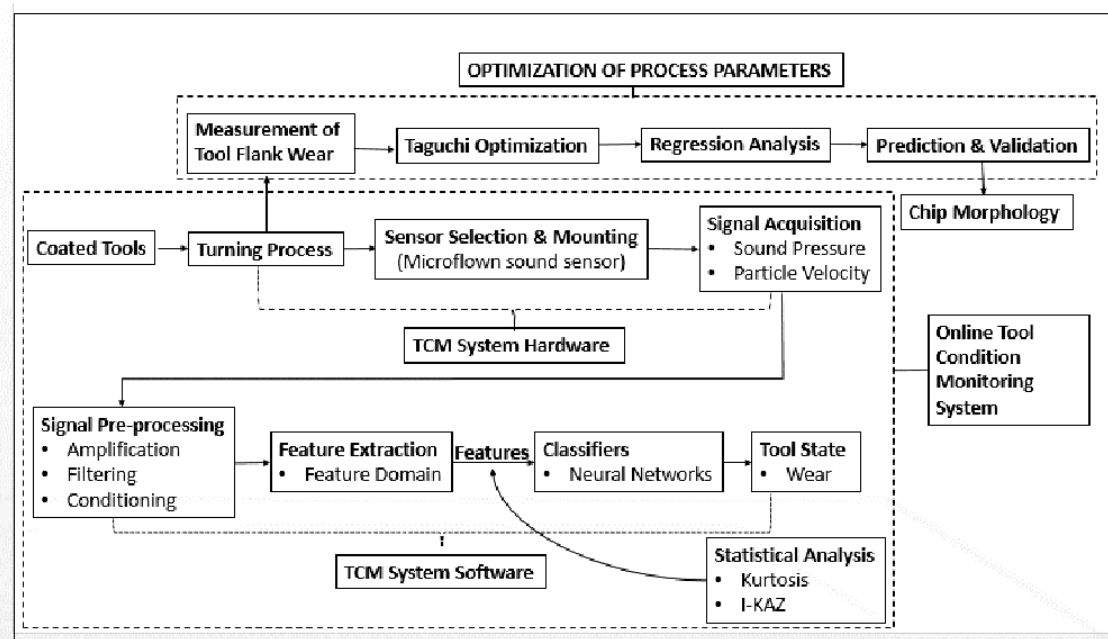 OPTIMIZATION OF PROCESS PARAMETERS
Measurement of
Tool Flank Wear
Taguchi Optimization
Regression Analysis
Prediction & Validation
Chip Morphology
Coated Tools
Turning Process
Sensor Selection & Mounting
(Microflown sound sensor)
Signal Acquisition
• Sound Pressure
• Particle Velocity
TCM System Hardware
Online Tool
Condition
Monitoring
System
Signal Pre-processing
• Amplification
• Filtering
• Conditioning
Feature Extraction
• Feature Domain
Features
Classifiers
• Neural Networks
Tool State
• Wear
TCM System Software
Statistical Analysis
• Kurtosis
• I-KAZ